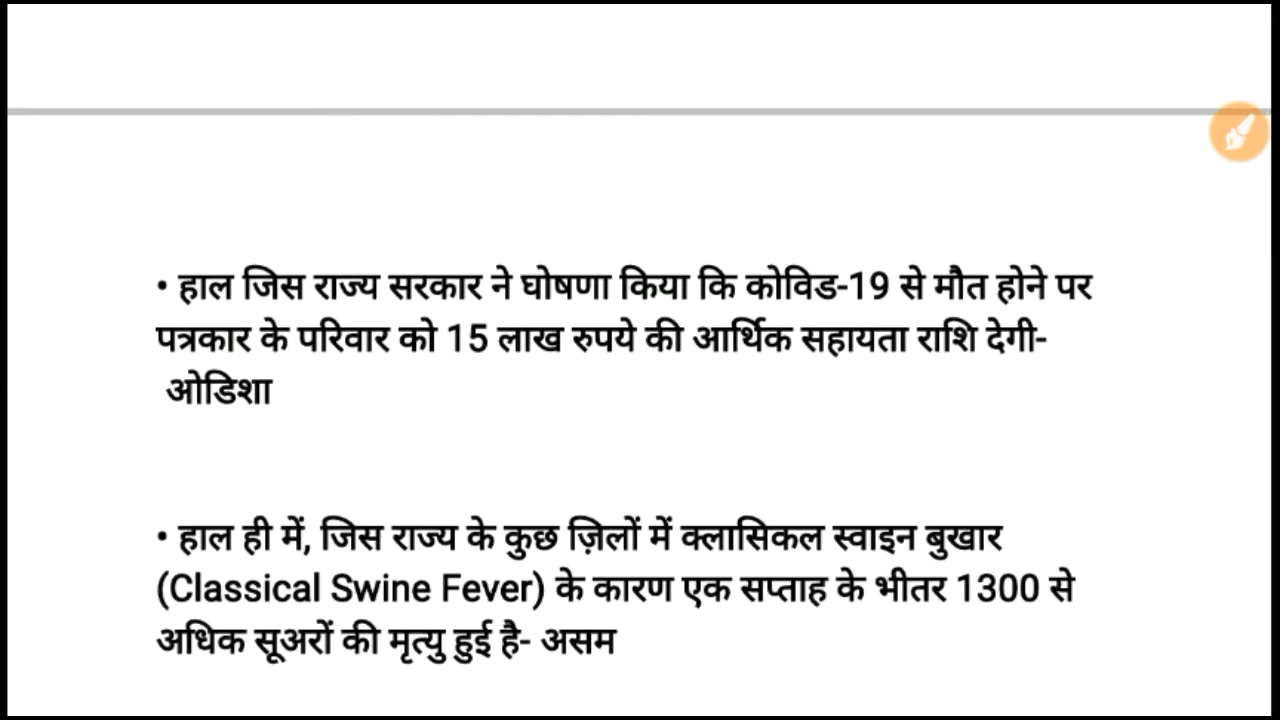 • हाल जिस राज्य सरकार ने घोषणा किया कि कोविड-19 से मौत होने पर
पत्रकार के परिवार को 15 लाख रुपये की आर्थिक सहायता राशि देगी-
ओडिशा
• हाल ही में, जिस राज्य के कुछ ज़िलों में क्लासिकल स्वाइन बुखार
(Classical Swine Fever) के कारण एक सप्ताह के भीतर 1300 से
अधिक सूअरों की मृत्यु हुई है- असम